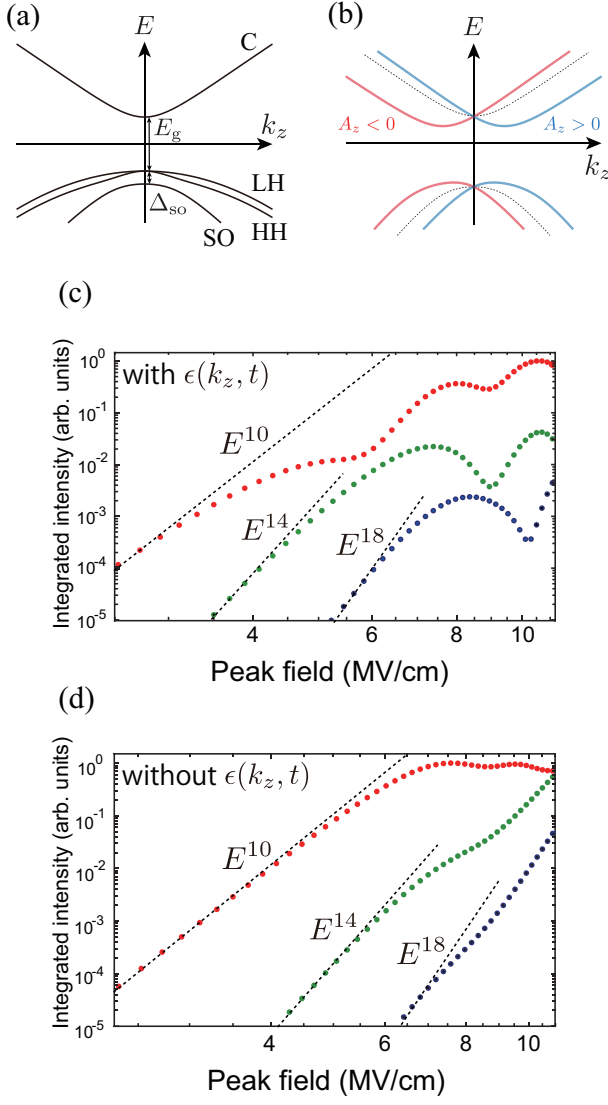 (a)
E
C
k_z
E_g
LH
Δ_so
HH
SO
(b)
E
A_z < 0
A_z > 0
k_z
(c)
Integrated intensity (arb. units)
10^0
10^-1
10^-2
10^-3
10^-4
10^-5
with ϵ(k_z, t)
E^10
E^14
E^18
4
6
8
10
Peak field (MV/cm)
(d)
Integrated intensity (arb. units)
10^0
10^-1
10^-2
10^-3
10^-4
10^-5
without ϵ(k_z, t)
E^10
E^14
E^18
4
6
8
10
Peak field (MV/cm)